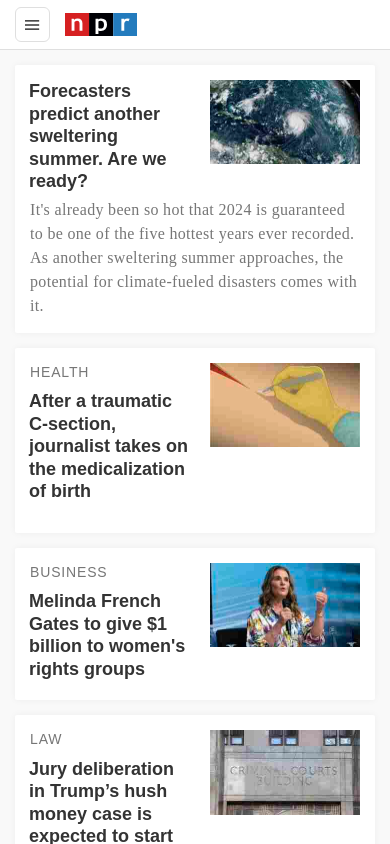 npr
Forecasters
predict another
sweltering
summer. Are we
ready?
It's already been so hot that 2024 is guaranteed
to be one of the five hottest years ever recorded.
As another sweltering summer approaches, the
potential for climate-fueled disasters comes with
it.
HEALTH
After a traumatic
C-section,
journalist takes on
the medicalization
of birth
BUSINESS
Melinda French
Gates to give $1
billion to women's
rights groups
LAW
Jury deliberation
in Trump’s hush
money case is
expected to start
CRIMINAL COURTS
BUILDING